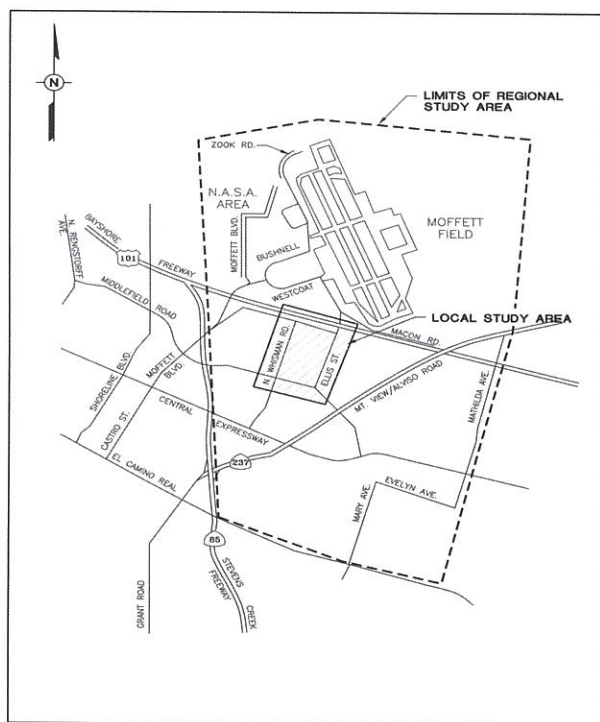 N
LIMITS OF REGIONAL
STUDY AREA
ZOOK RD.
N.A.S.A.
AREA
MOFFETT
FIELD
MOFFETT BLVD.
BUSHNELL
WESTCOAT
N. RENGSTORFF
AVE.
BAYSHORE
101
FREEWAY
MIDDLEFIELD ROAD
LOCAL STUDY AREA
MACON RD.
N. WHISMAN RD.
ELLIS ST.
SHORELINE BLVD.
MOFFETT
BLVD.
CASTRO ST.
CENTRAL
EXPRESSWAY
MT. VIEW/ALVISO ROAD
MATHILDA AVE.
237
EL CAMINO REAL
EVELYN AVE.
MARY AVE.
85
STEVENS
CREEK
FREEWAY
GRANT ROAD